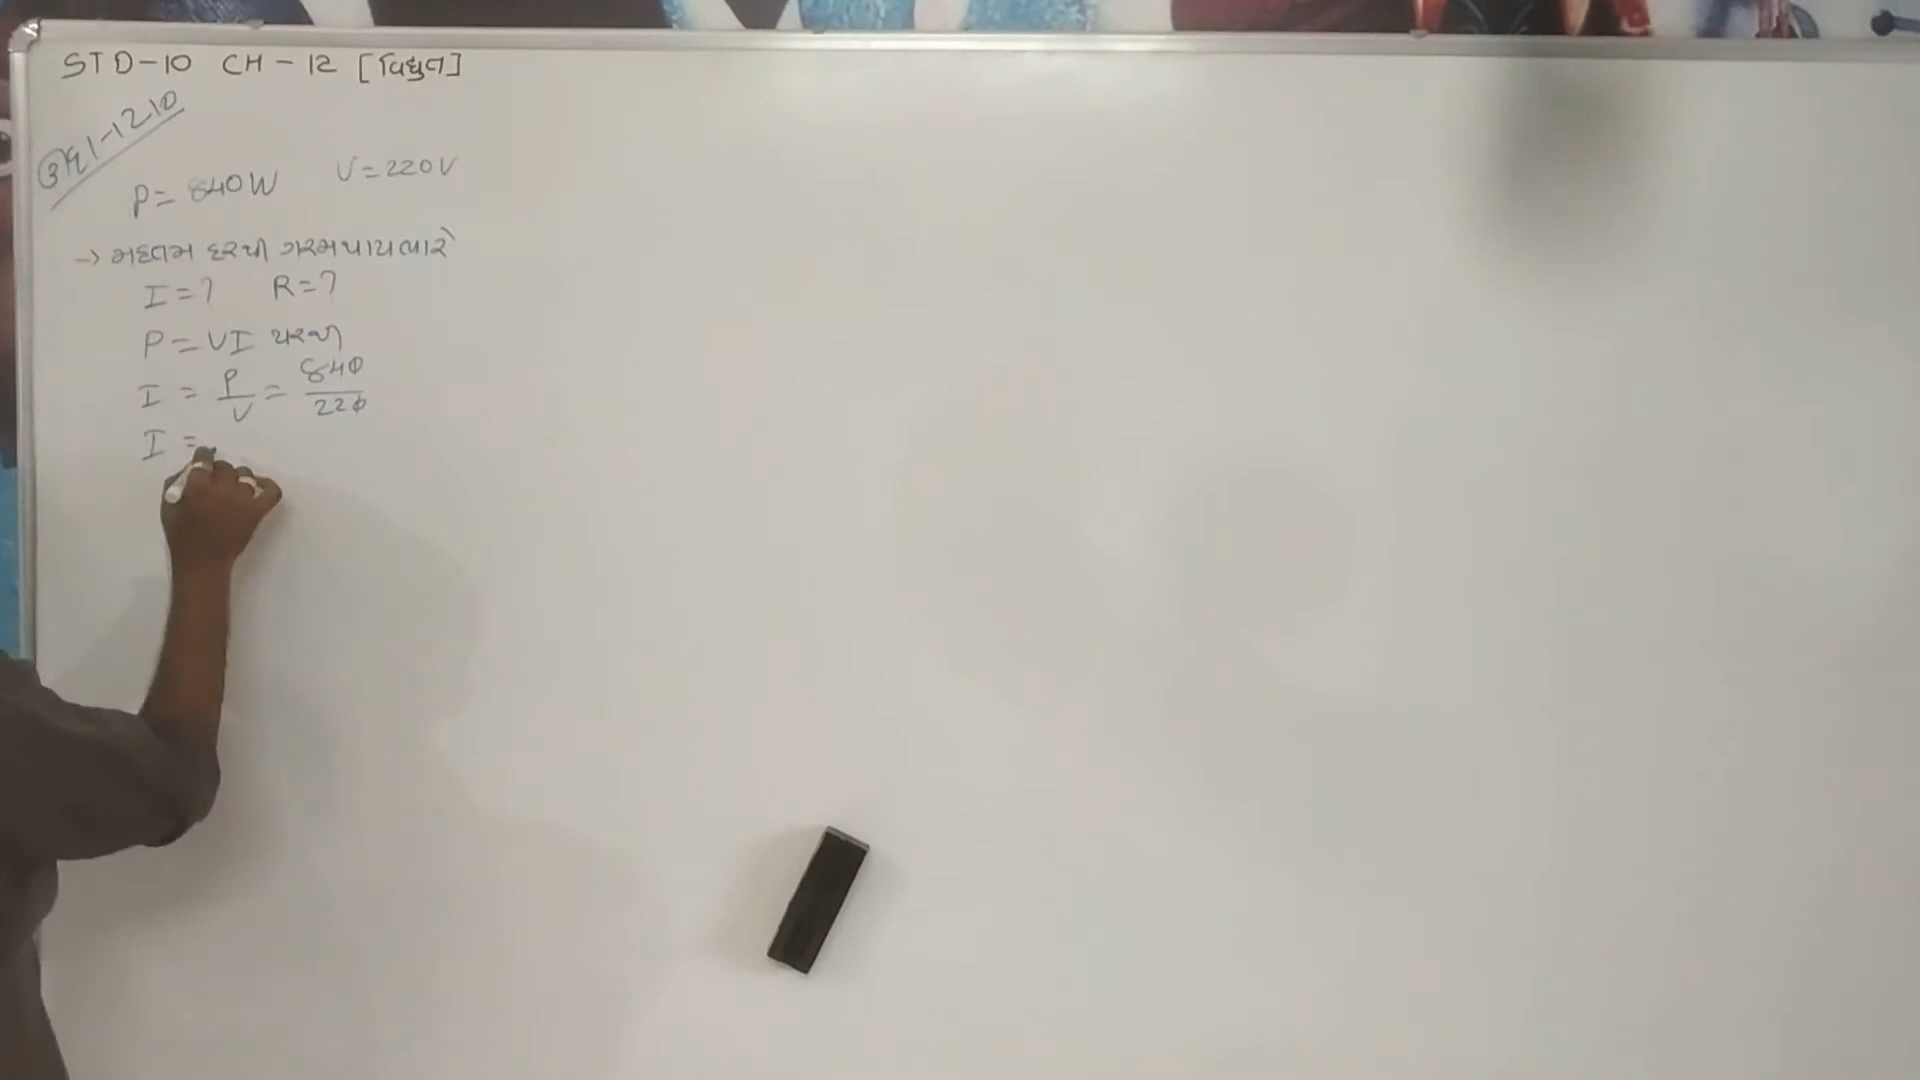 STD-10 CH-12 [વિદ્યુત]
ઉદા-12.10
P = 840W V = 220V
→ મહત્તમ દરથી ગરમ થાય ત્યારે
I = ? R = ?
P = VI પરથી
I = P/V = 840/220
I =